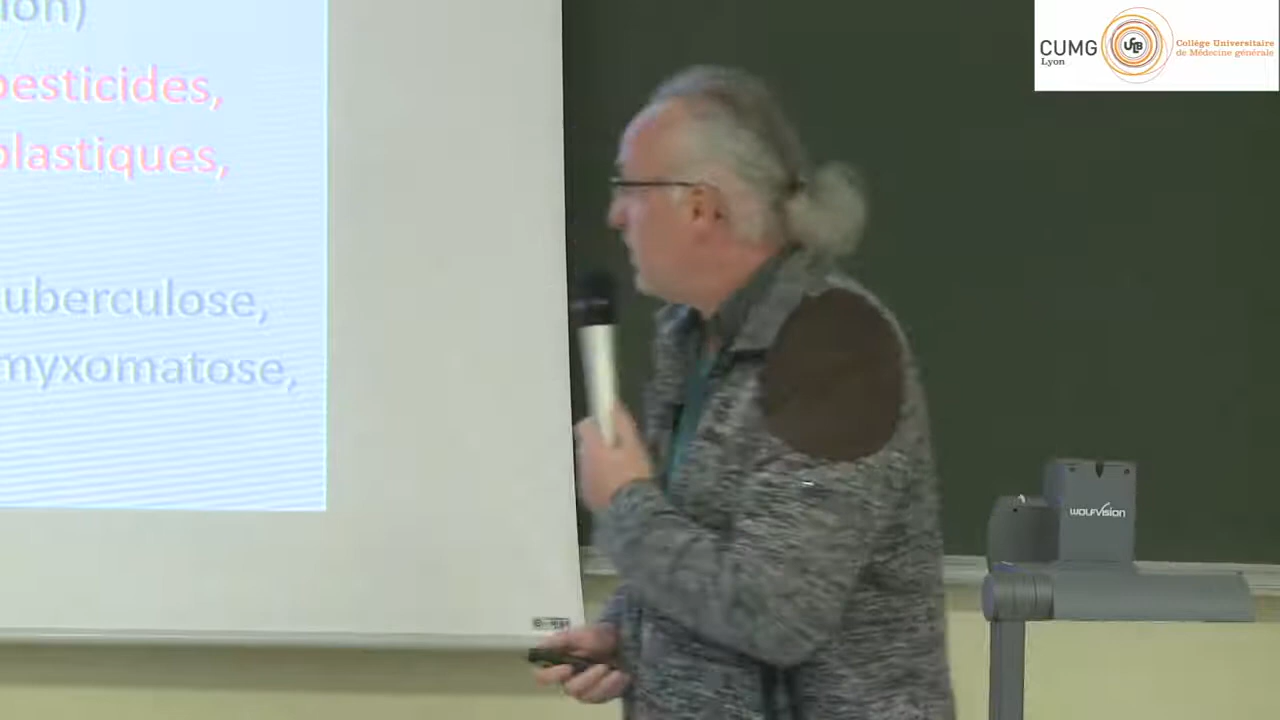 ion)
pesticides,
plastiques,
uberculose,
myxomatose,
CUMG
Lyon
Collège Universitaire
de Médecine générale
WOLFVISION